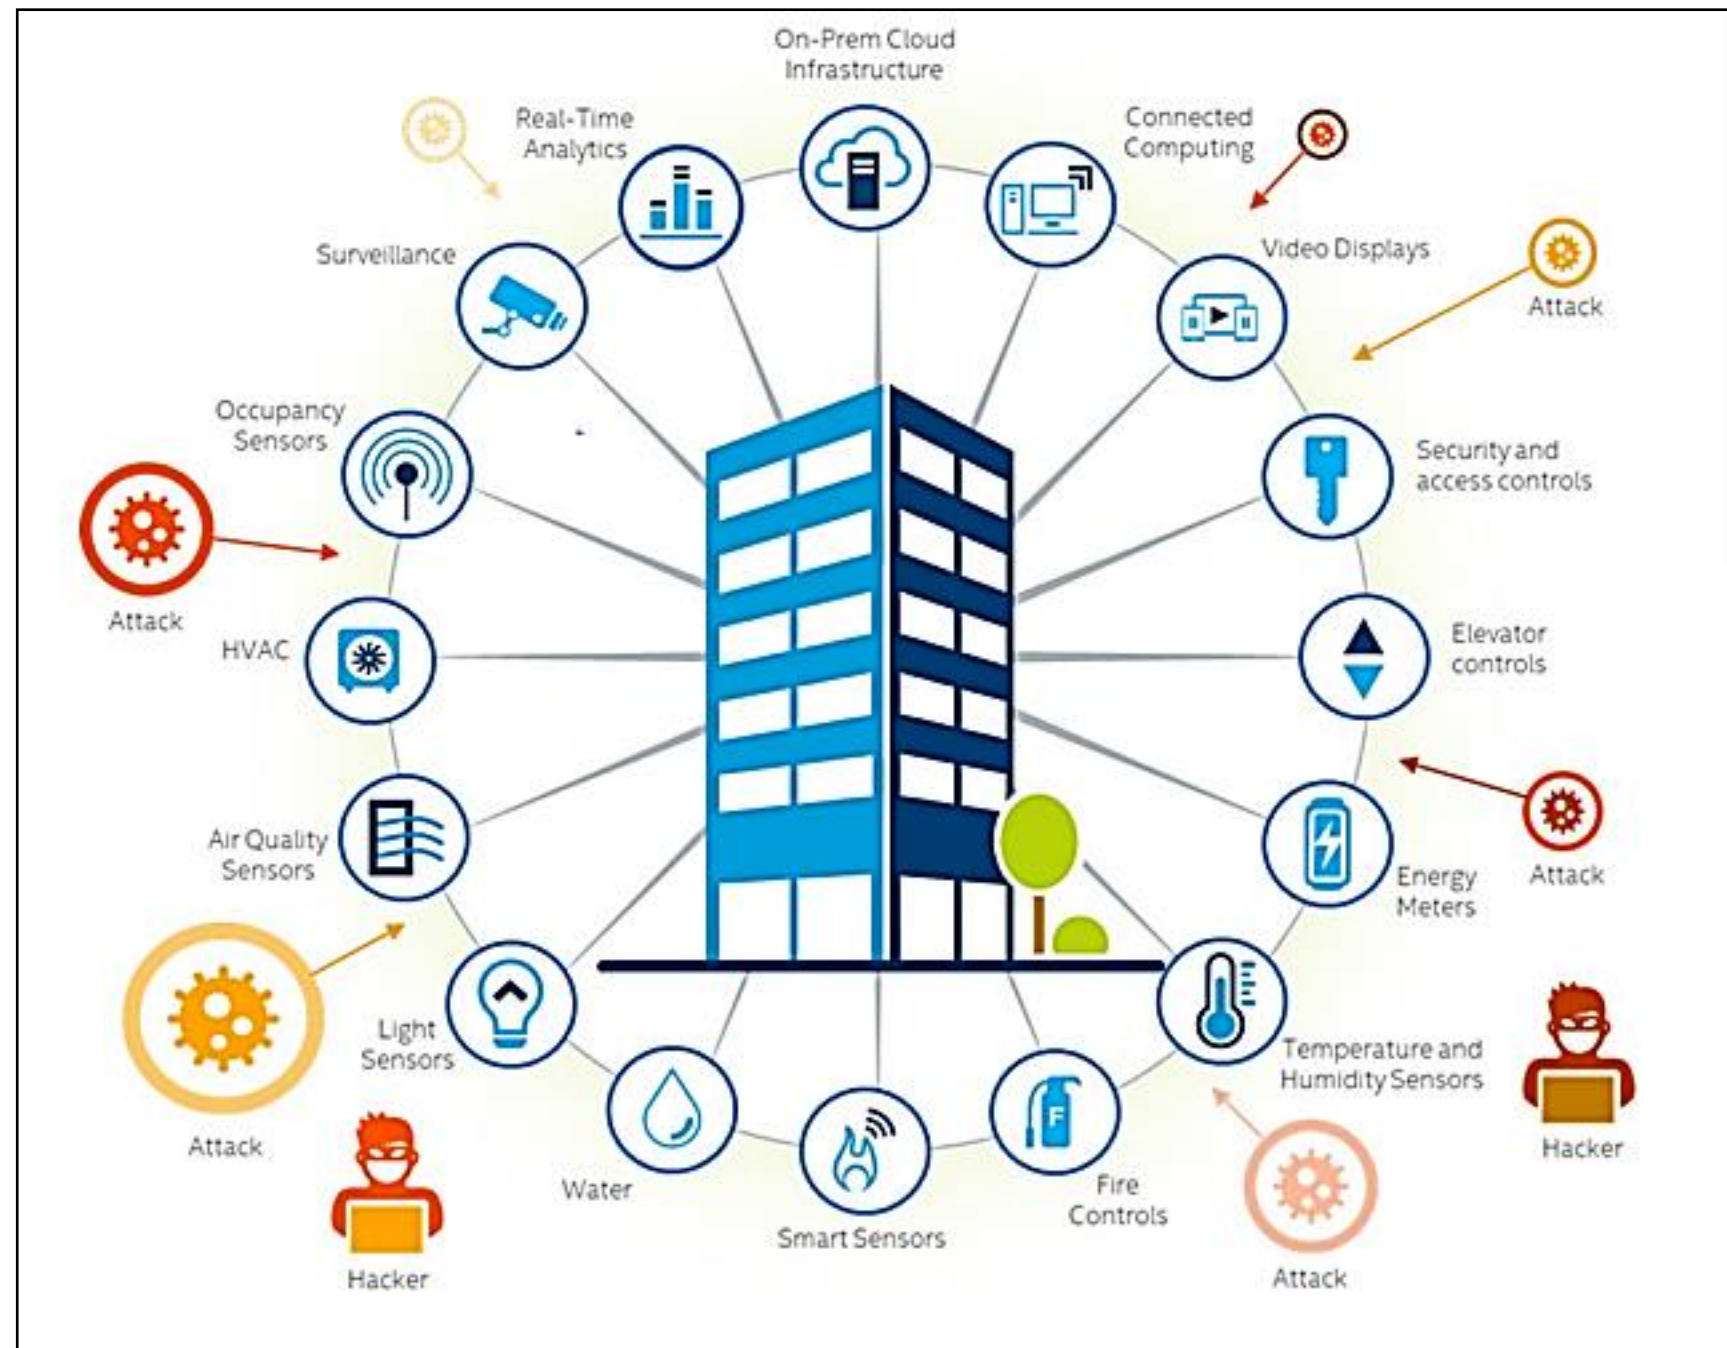 On-Prem Cloud
Infrastructure
Real-Time
Analytics
Connected
Computing
Surveillance
Video Displays
Attack
Occupancy
Sensors
Security and
access controls
Attack
HVAC
Elevator
controls
Air Quality
Sensors
Energy
Meters
Attack
Light
Sensors
Temperature and
Humidity Sensors
Attack
Hacker
Water
Fire
Controls
F
Smart Sensors
Hacker
Attack